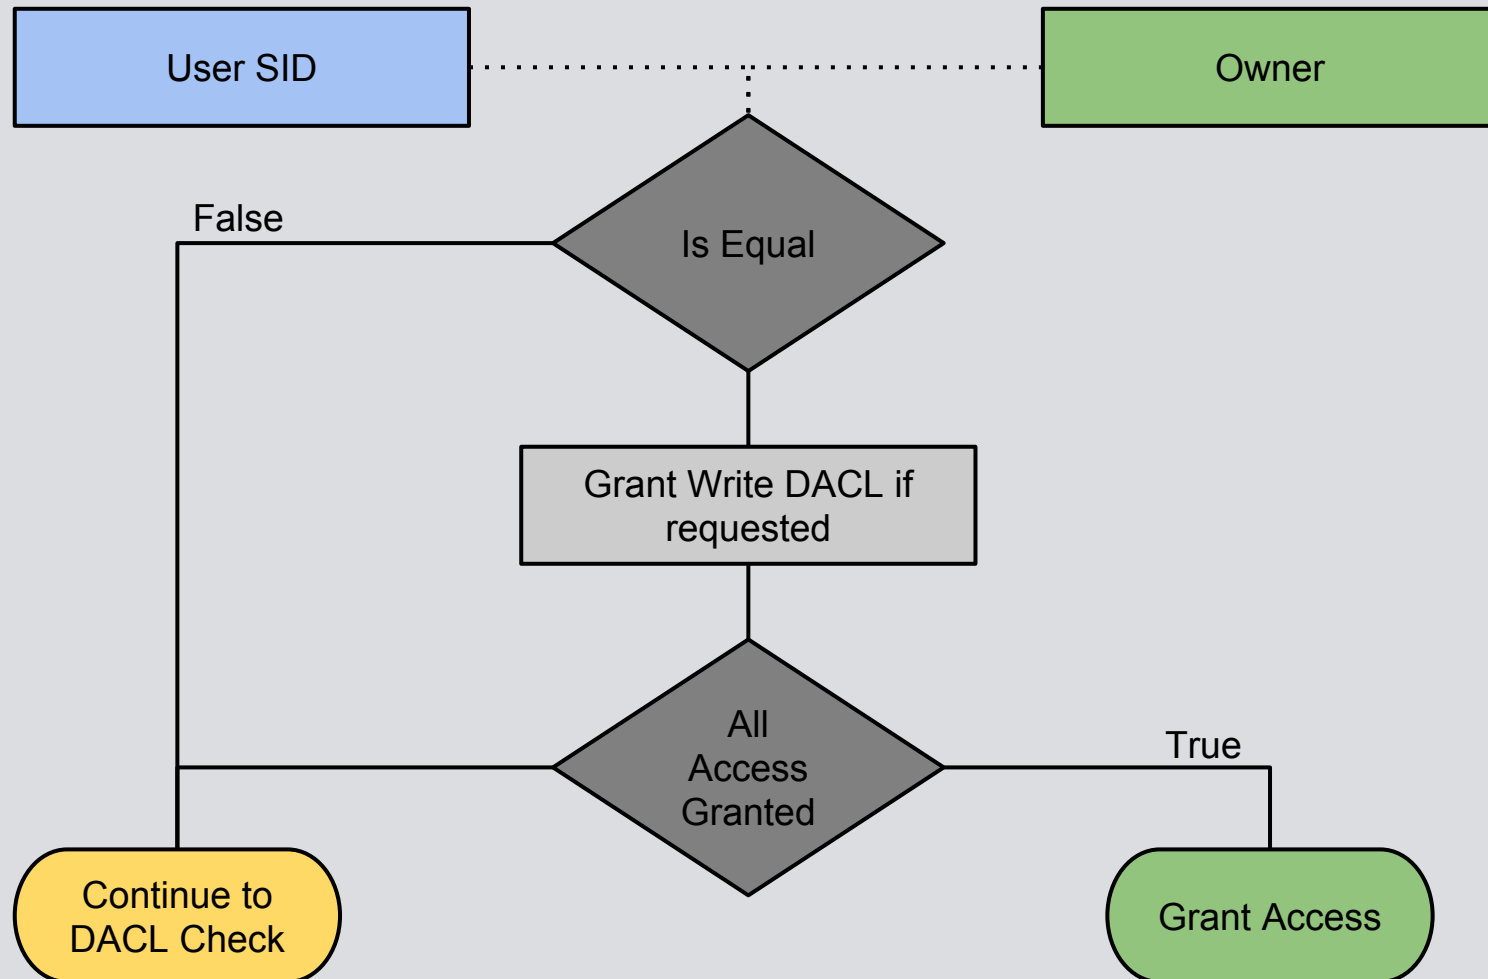 User SID
Owner
False
Is Equal
Grant Write DACL if
requested
All
Access
Granted
True
Continue to
DACL Check
Grant Access